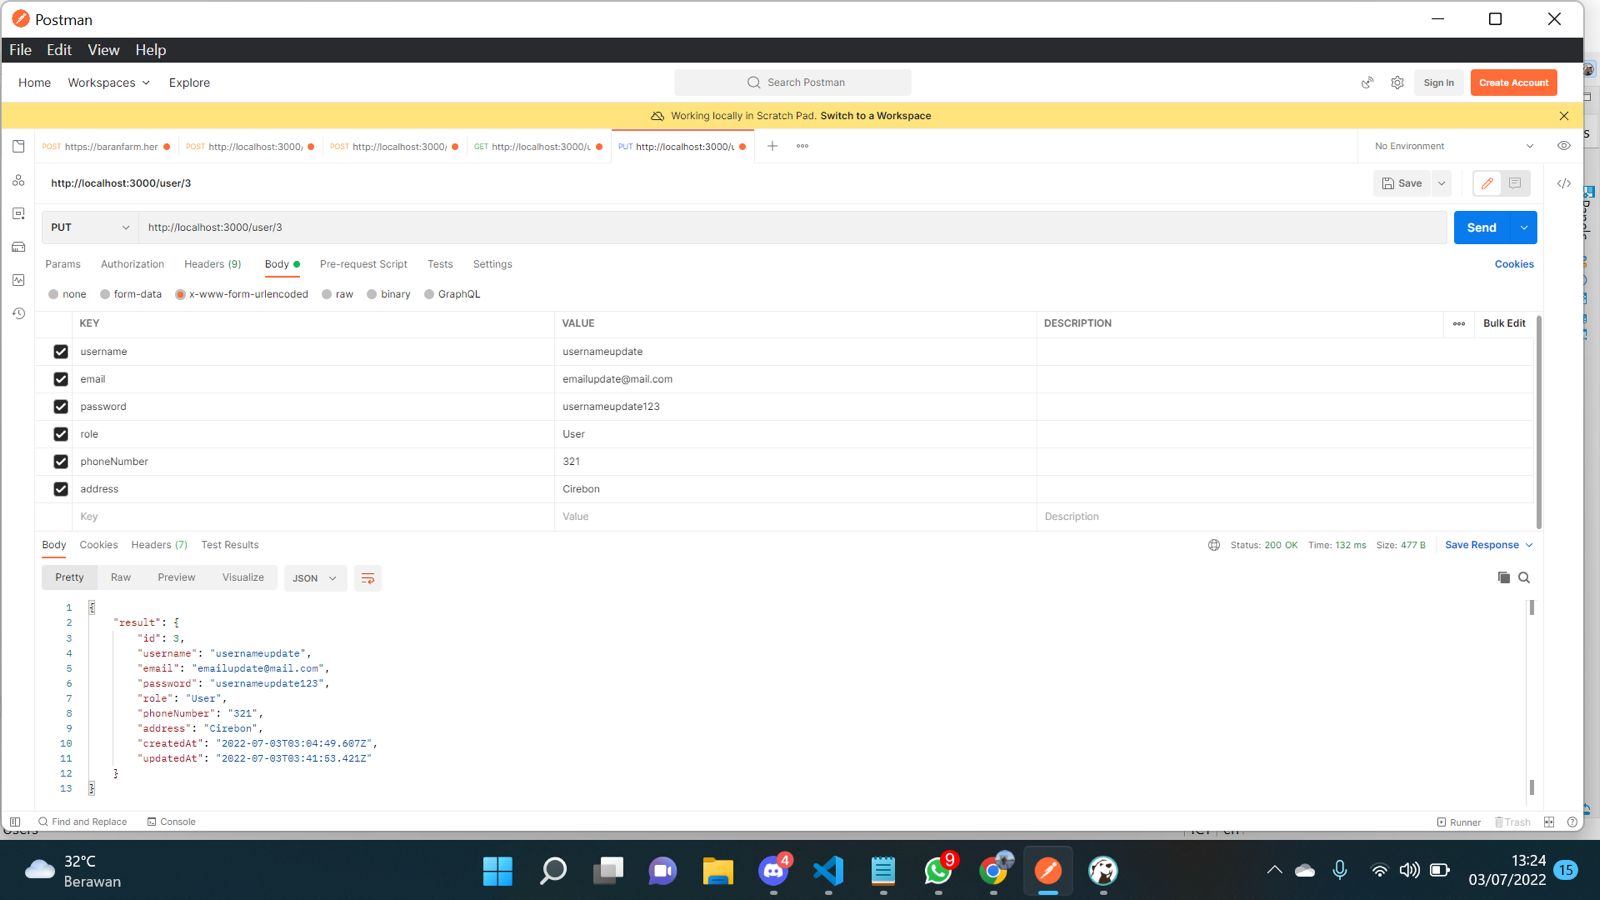 Postman
File Edit View Help
Home Workspaces Explore Search Postman Sign In Create Account
Working locally in Scratch Pad. Switch to a Workspace
POST https://baranfarm.her POST http://localhost:3000/ POST http://localhost:3000/ GET http://localhost:3000/u PUT http://localhost:3000/u No Environment
http://localhost:3000/user/3 Save
PUT http://localhost:3000/user/3 Send
Params Authorization Headers (9) Body Pre-request Script Tests Settings Cookies
none form-data x-www-form-urlencoded raw binary GraphQL
KEY VALUE DESCRIPTION Bulk Edit
username usernameupdate
email emailupdate@mail.com
password usernameupdate123
role User
phoneNumber 321
address Cirebon
Key Value Description
Body Cookies Headers (7) Test Results Status: 200 OK Time: 132 ms Size: 477 B Save Response
Pretty Raw Preview Visualize JSON
1 {
2 "result": {
3 "id": 3,
4 "username": "usernameupdate",
5 "email": "emailupdate@mail.com",
6 "password": "usernameupdate123",
7 "role": "User",
8 "phoneNumber": "321",
9 "address": "Cirebon",
10 "createdAt": "2022-07-03T03:04:49.607Z",
11 "updatedAt": "2022-07-03T03:41:53.421Z"
12 }
13 }
Find and Replace Console Runner Trash
32°C
Berawan
4
9
13:24
03/07/2022
15